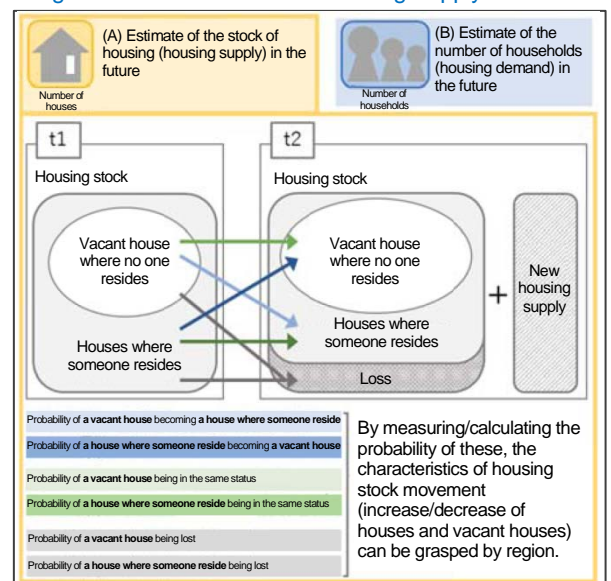 (A) Estimate of the stock of
housing (housing supply) in the
future
Number of
houses
(B) Estimate of the
number of households
(housing demand) in
the future
Number of
households
t1
Housing stock
Vacant house
where no one
resides
Houses where
someone resides
t2
Housing stock
Vacant house
where no one
resides
Houses where
someone resides
Loss
+
New
housing
supply
Probability of a vacant house becoming a house where someone reside
Probability of a house where someone reside becoming a vacant house
Probability of a vacant house being in the same status
Probability of a house where someone reside being in the same status
Probability of a vacant house being lost
Probability of a house where someone reside being lost
By measuring/calculating the
probability of these, the
characteristics of housing
stock movement
(increase/decrease of
houses and vacant houses)
can be grasped by region.